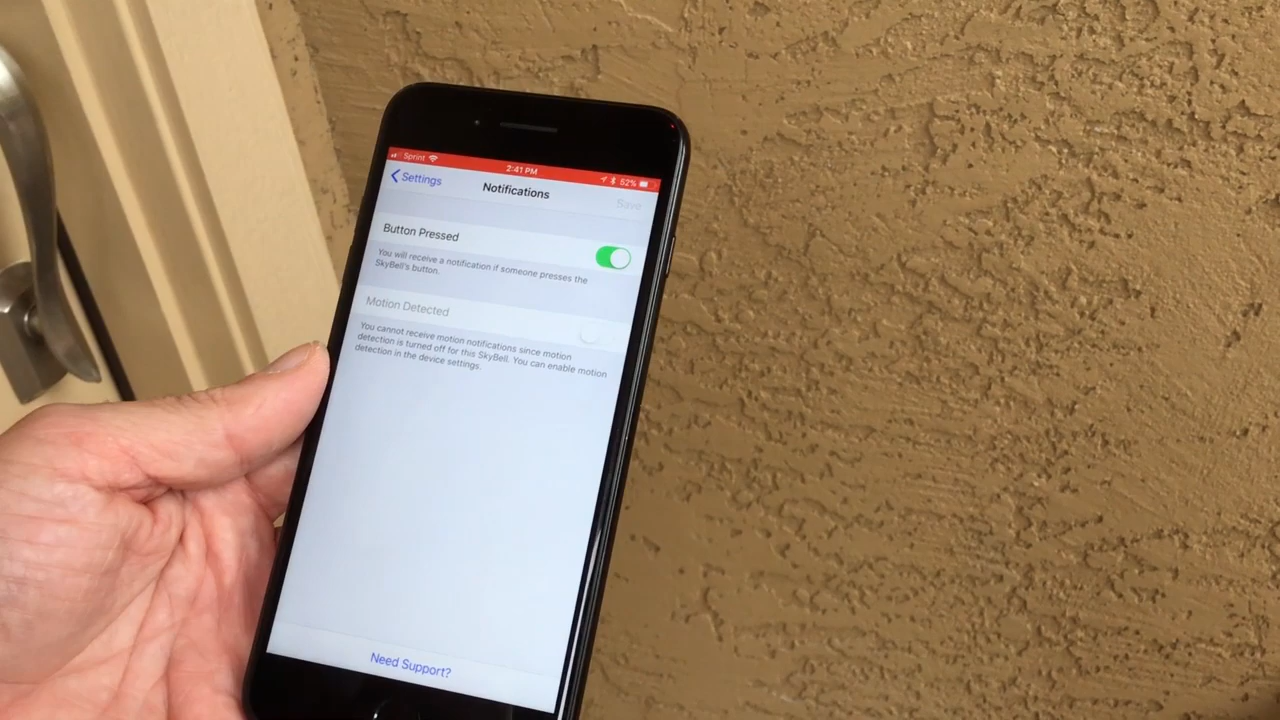 Sprint 2:41 PM 52%
Settings Notifications Save
Button Pressed
You will receive a notification if someone presses the
SkyBell's button.
Motion Detected
You cannot receive motion notifications since motion
detection is turned off for this SkyBell. You can enable motion
detection in the device settings.
Need Support?